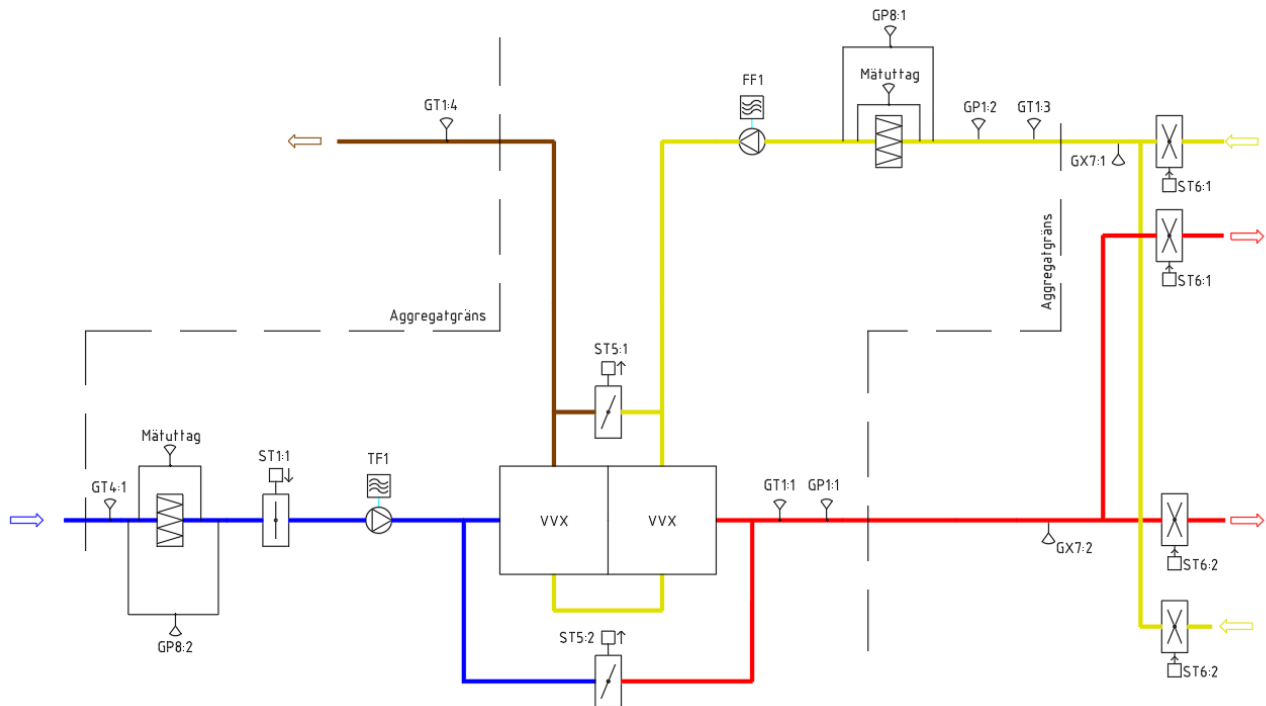 GP8:1
Mätuttag
FF1
GT1:4
GP1:2
GT1:3
GX7:1
ST6:1
Aggregatgräns
ST6:1
Aggregatgräns
ST5:1
Mätuttag
ST1:1
TF1
GT4:1
GT1:1
GP1:1
VVX
VVX
GX7:2
ST6:2
GP8:2
ST5:2
ST6:2